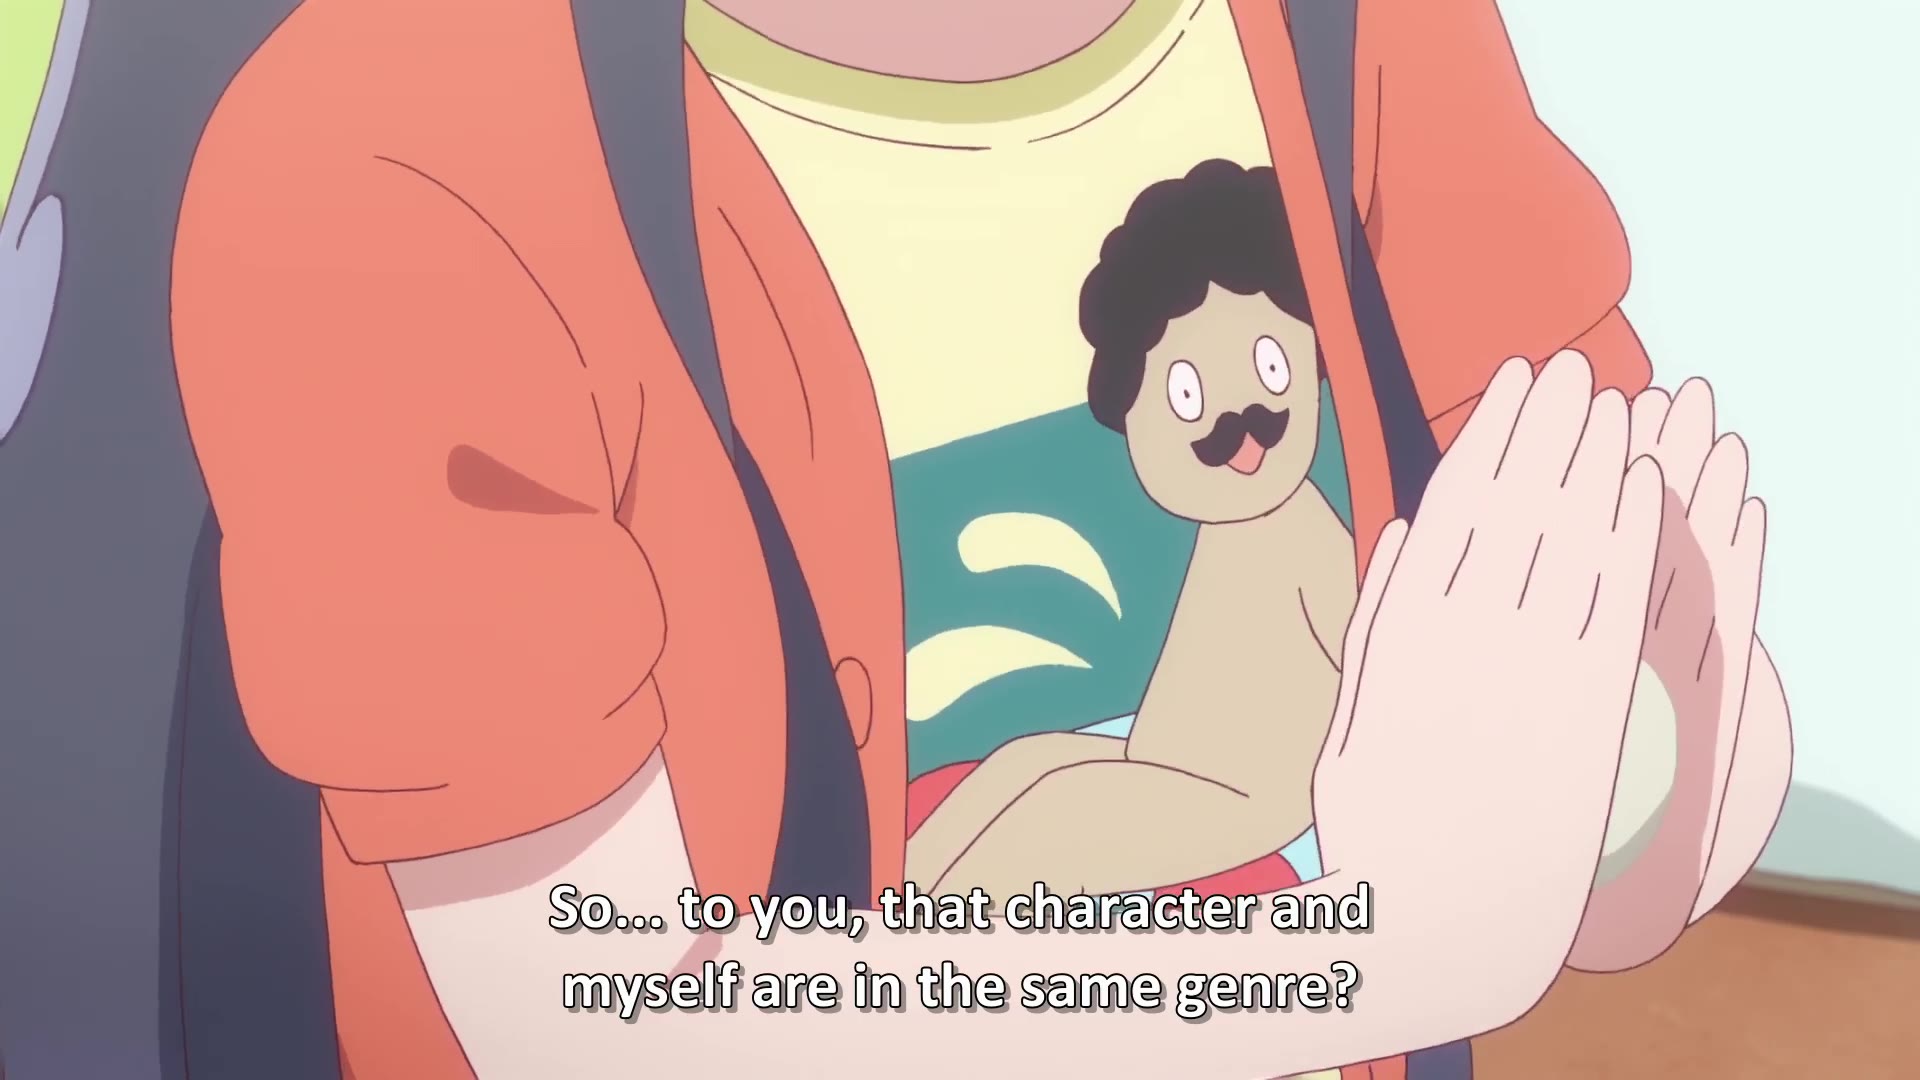 So... to you, that character and
myself are in the same genre?